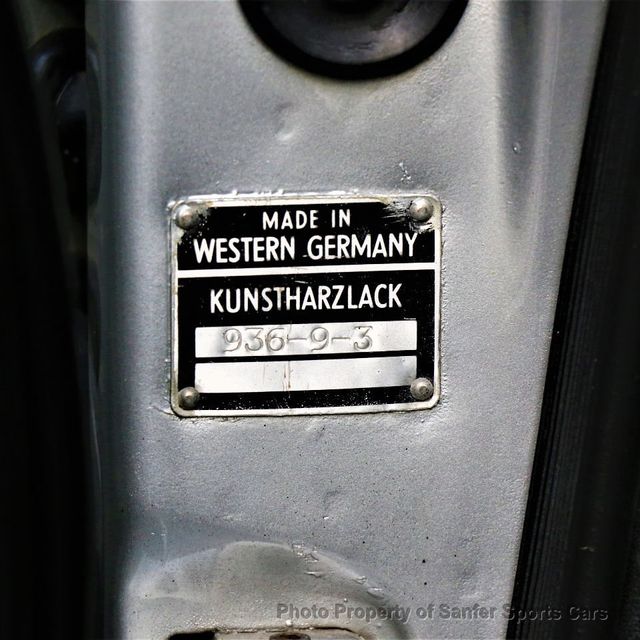 MADE IN
WESTERN GERMANY
KUNSTHARZLACK
936-9-3
Photo Property of Sanfer Sports Cars